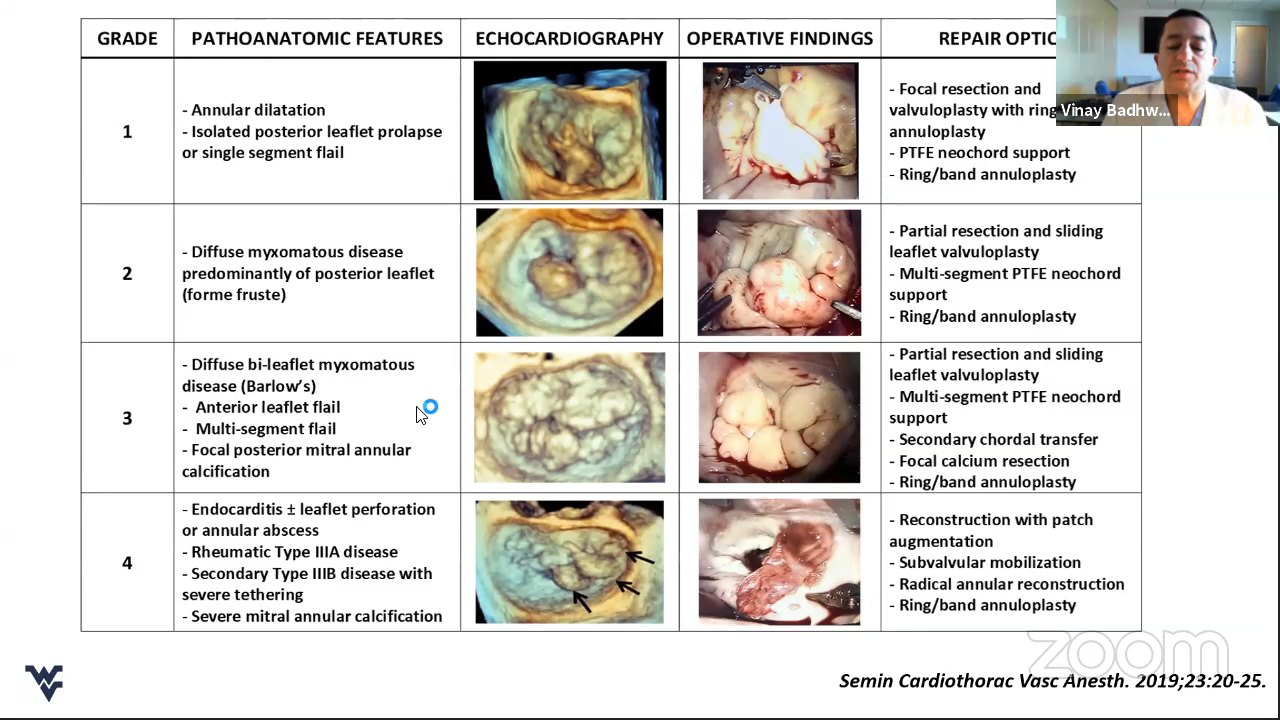 GRADE
PATHOANATOMIC FEATURES
ECHOCARDIOGRAPHY
OPERATIVE FINDINGS
REPAIR
Vinay Badhw...
1
- Annular dilatation
- Isolated posterior leaflet prolapse
or single segment flail
- Focal resection and
valvuloplasty with ring
annuloplasty
- PTFE neochord support
- Ring/band annuloplasty
2
- Diffuse myxomatous disease
predominantly of posterior leaflet
(forme fruste)
- Partial resection and sliding
leaflet valvuloplasty
- Multi-segment PTFE neochord
support
- Ring/band annuloplasty
3
- Diffuse bi-leaflet myxomatous
disease (Barlow's)
- Anterior leaflet flail
- Multi-segment flail
- Focal posterior mitral annular
calcification
- Partial resection and sliding
leaflet valvuloplasty
- Multi-segment PTFE neochord
support
- Secondary chordal transfer
- Focal calcium resection
- Ring/band annuloplasty
4
- Endocarditis ± leaflet perforation
or annular abscess
- Rheumatic Type IIIA disease
- Secondary Type IIIB disease with
severe tethering
- Severe mitral annular calcification
- Reconstruction with patch
augmentation
- Subvalvular mobilization
- Radical annular reconstruction
- Ring/band annuloplasty
zoom
WV
Semin Cardiothorac Vasc Anesth. 2019;23:20-25.